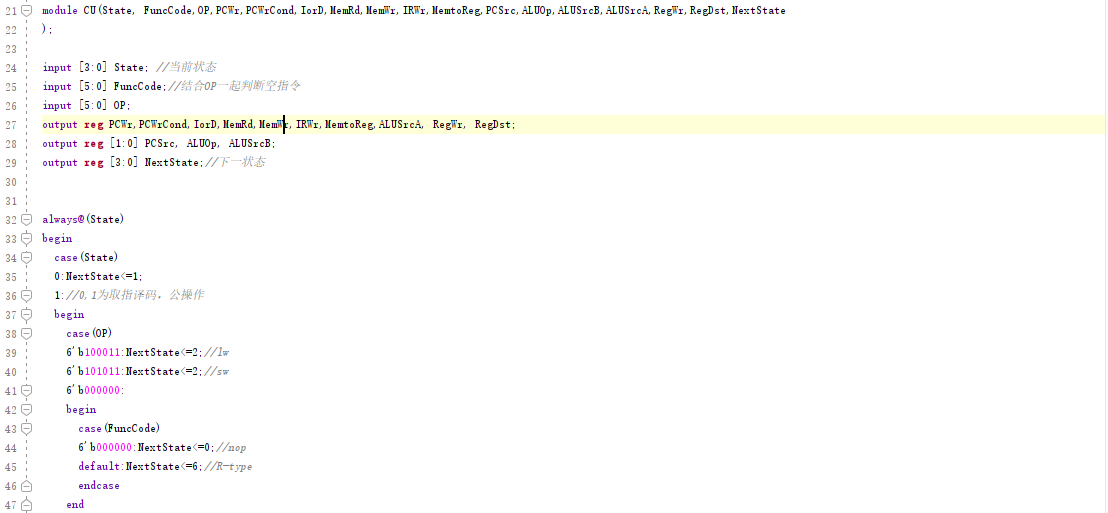 21 module CU(State, FuncCode,OP,PCWr,PCWrCond,IorD,MemRd,MemWr,IRWr,MemtoReg,PCSrc,ALUOp,ALUSrcB,ALUSrcA,RegWr,RegDst,NextState
22 );
23
24 input [3:0] State; //当前状态
25 input [5:0] FuncCode;//结合OP一起判断空指令
26 input [5:0] OP;
27 output reg PCWr,PCWrCond,IorD,MemRd,MemWr,IRWr,MemtoReg,ALUSrcA, RegWr, RegDst;
28 output reg [1:0] PCSrc, ALUOp, ALUSrcB;
29 output reg [3:0] NextState;//下一状态
30
31
32 always@(State)
33 begin
34 case(State)
35 0:NextState<=1;
36 1://0,1为取指译码，公操作
37 begin
38 case(OP)
39 6'b100011:NextState<=2;//lw
40 6'b101011:NextState<=2;//sw
41 6'b000000:
42 begin
43 case(FuncCode)
44 6'b000000:NextState<=0;//nop
45 default:NextState<=6;//R-type
46 endcase
47 end